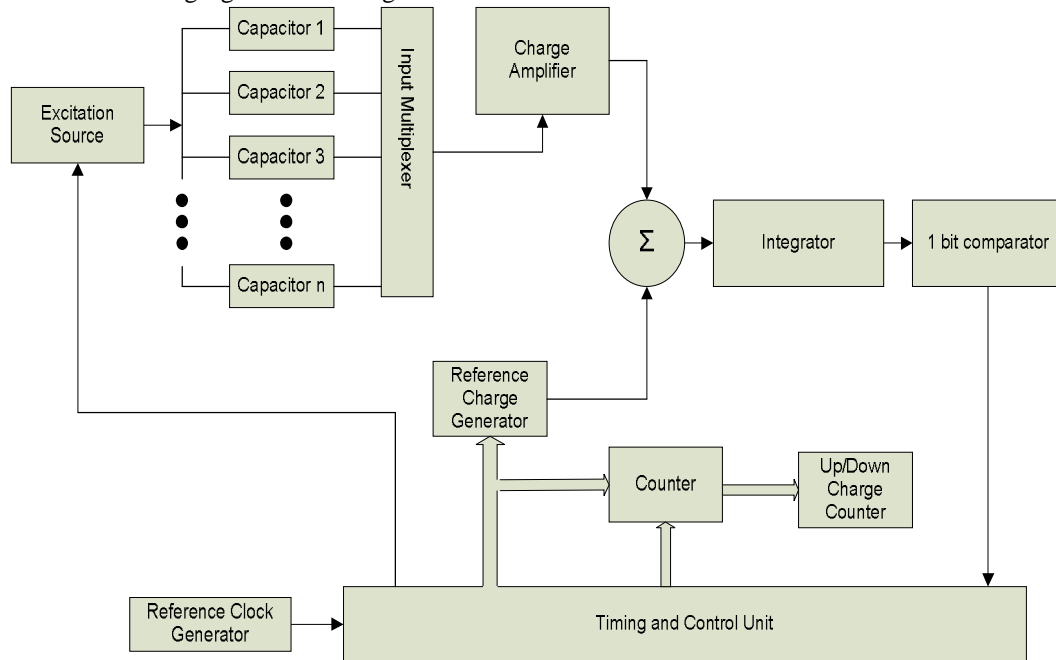 Capacitor 1
Capacitor 2
Capacitor 3
Capacitor n
Excitation
Source
Input Multiplexer
Charge
Amplifier
Σ
Integrator
1 bit comparator
Reference
Charge
Generator
Counter
Up/Down
Charge
Counter
Reference Clock
Generator
Timing and Control Unit